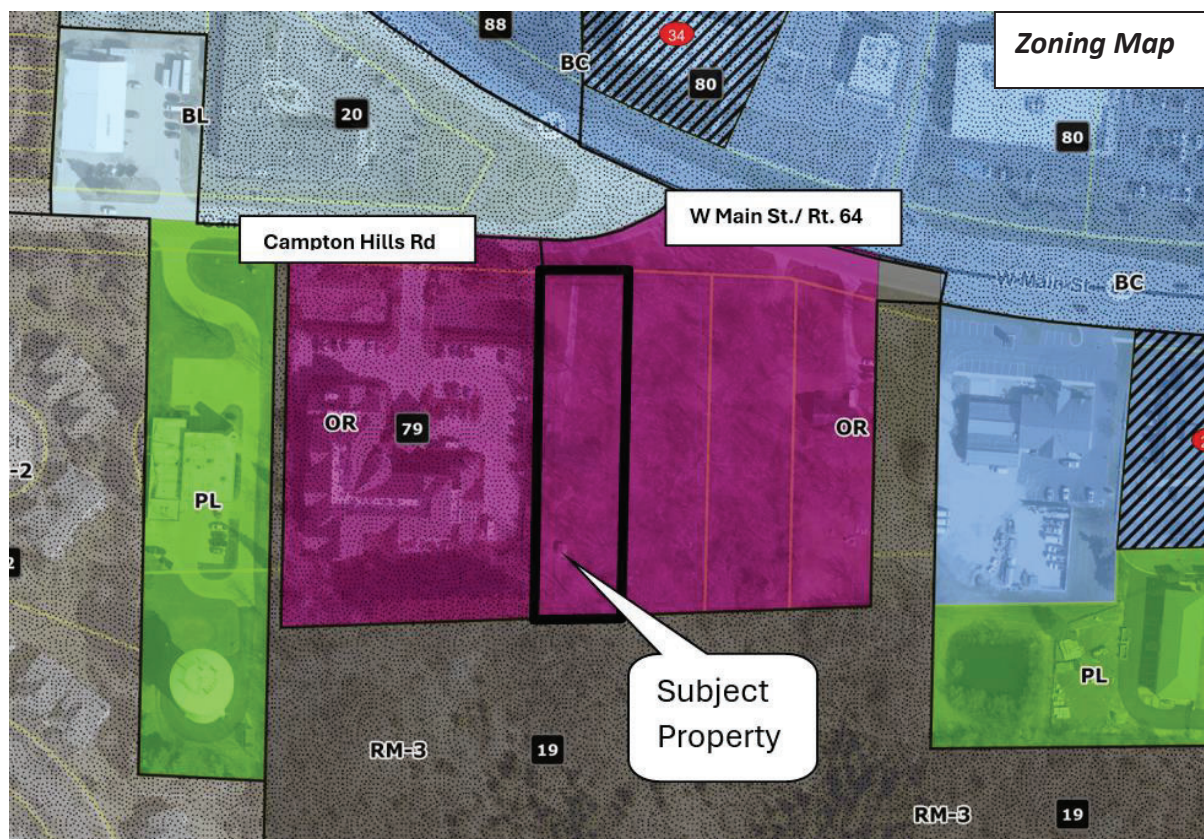 Zoning Map
88
34
BC
80
BL
20
80
W Main St./ Rt. 64
Campton Hills Rd
W Main St
BC
OR
79
OR
-2
PL
2
PL
Subject
Property
RM-3
19
RM-3
19